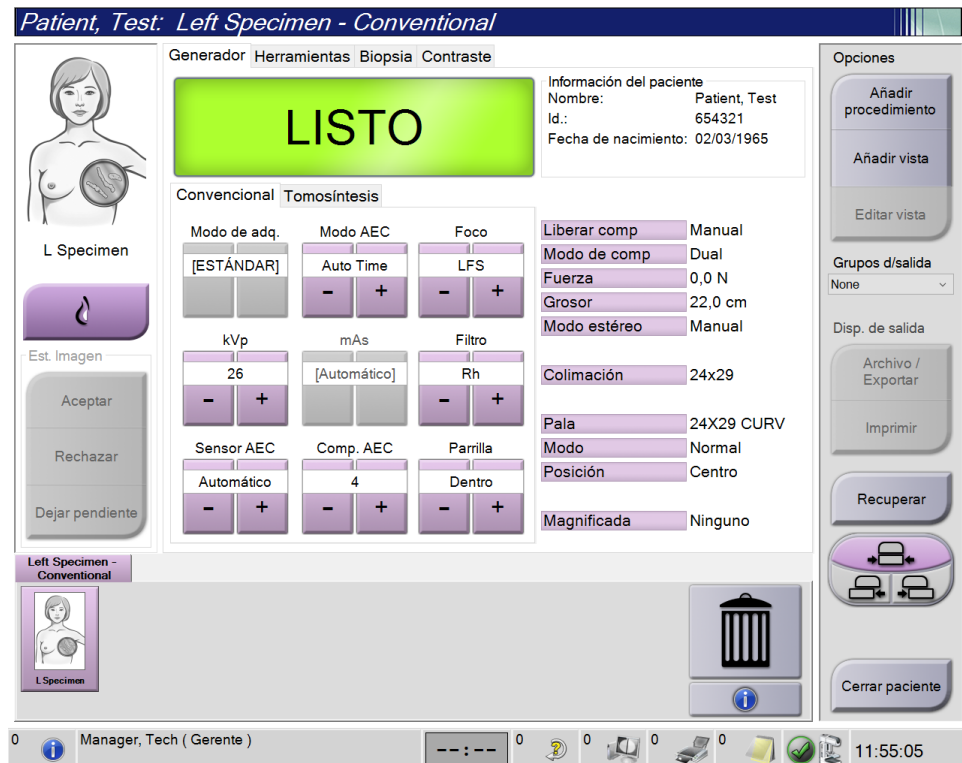 Patient, Test: Left Specimen - Conventional
Generador Herramientas Biopsia Contraste
Opciones
LISTO
Información del paciente
Nombre: Patient, Test
Id.: 654321
Fecha de nacimiento: 02/03/1965
Añadir
procedimiento
Añadir vista
Editar vista
L Specimen
Convencional Tomosíntesis
Modo de adq. Modo AEC Foco
[ESTÁNDAR] Auto Time LFS
- + - +
kVp mAs Filtro
26 [Automático] Rh
- + - +
Sensor AEC Comp. AEC Parrilla
Automático 4 Dentro
- + - + - +
Liberar comp Manual
Modo de comp Dual
Fuerza 0,0 N
Grosor 22,0 cm
Modo estéreo Manual
Colimación 24x29
Pala 24X29 CURV
Modo Normal
Posición Centro
Magnificada Ninguno
Grupos d/salida
None
Disp. de salida
Archivo /
Exportar
Imprimir
Recuperar
Cerrar paciente
Est. Imagen
Aceptar
Rechazar
Dejar pendiente
Left Specimen -
Conventional
L Specimen
0 Manager, Tech ( Gerente ) --:-- 0 0 0 0 11:55:05